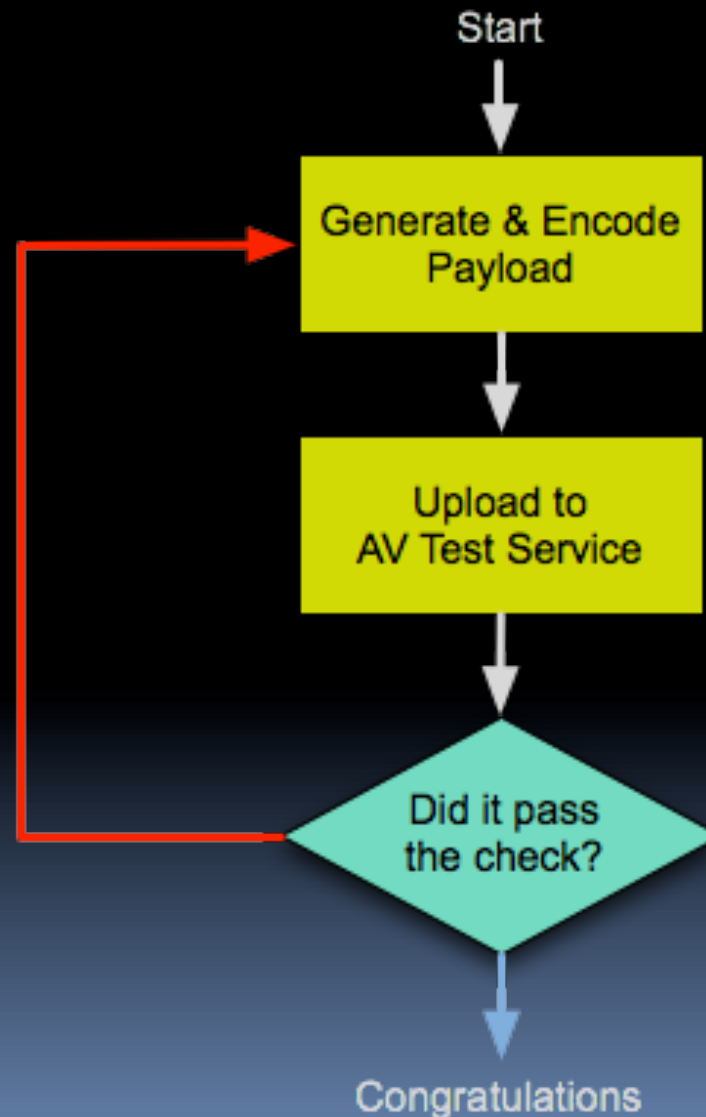 Start
Generate & Encode
Payload
Upload to
AV Test Service
Did it pass
the check?
Congratulations